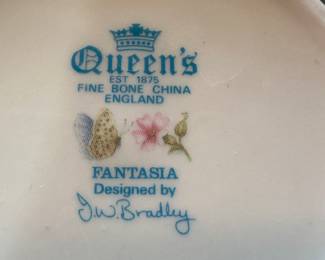 Queen's
EST 1875
FINE BONE CHINA
ENGLAND
FANTASIA
Designed by
J.W. Bradley